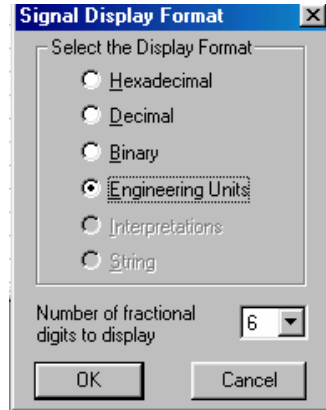 Signal Display Format
Select the Display Format
Hexadecimal
Decimal
Binary
Engineering Units
Interpretations
String
Number of fractional
digits to display
6
OK
Cancel